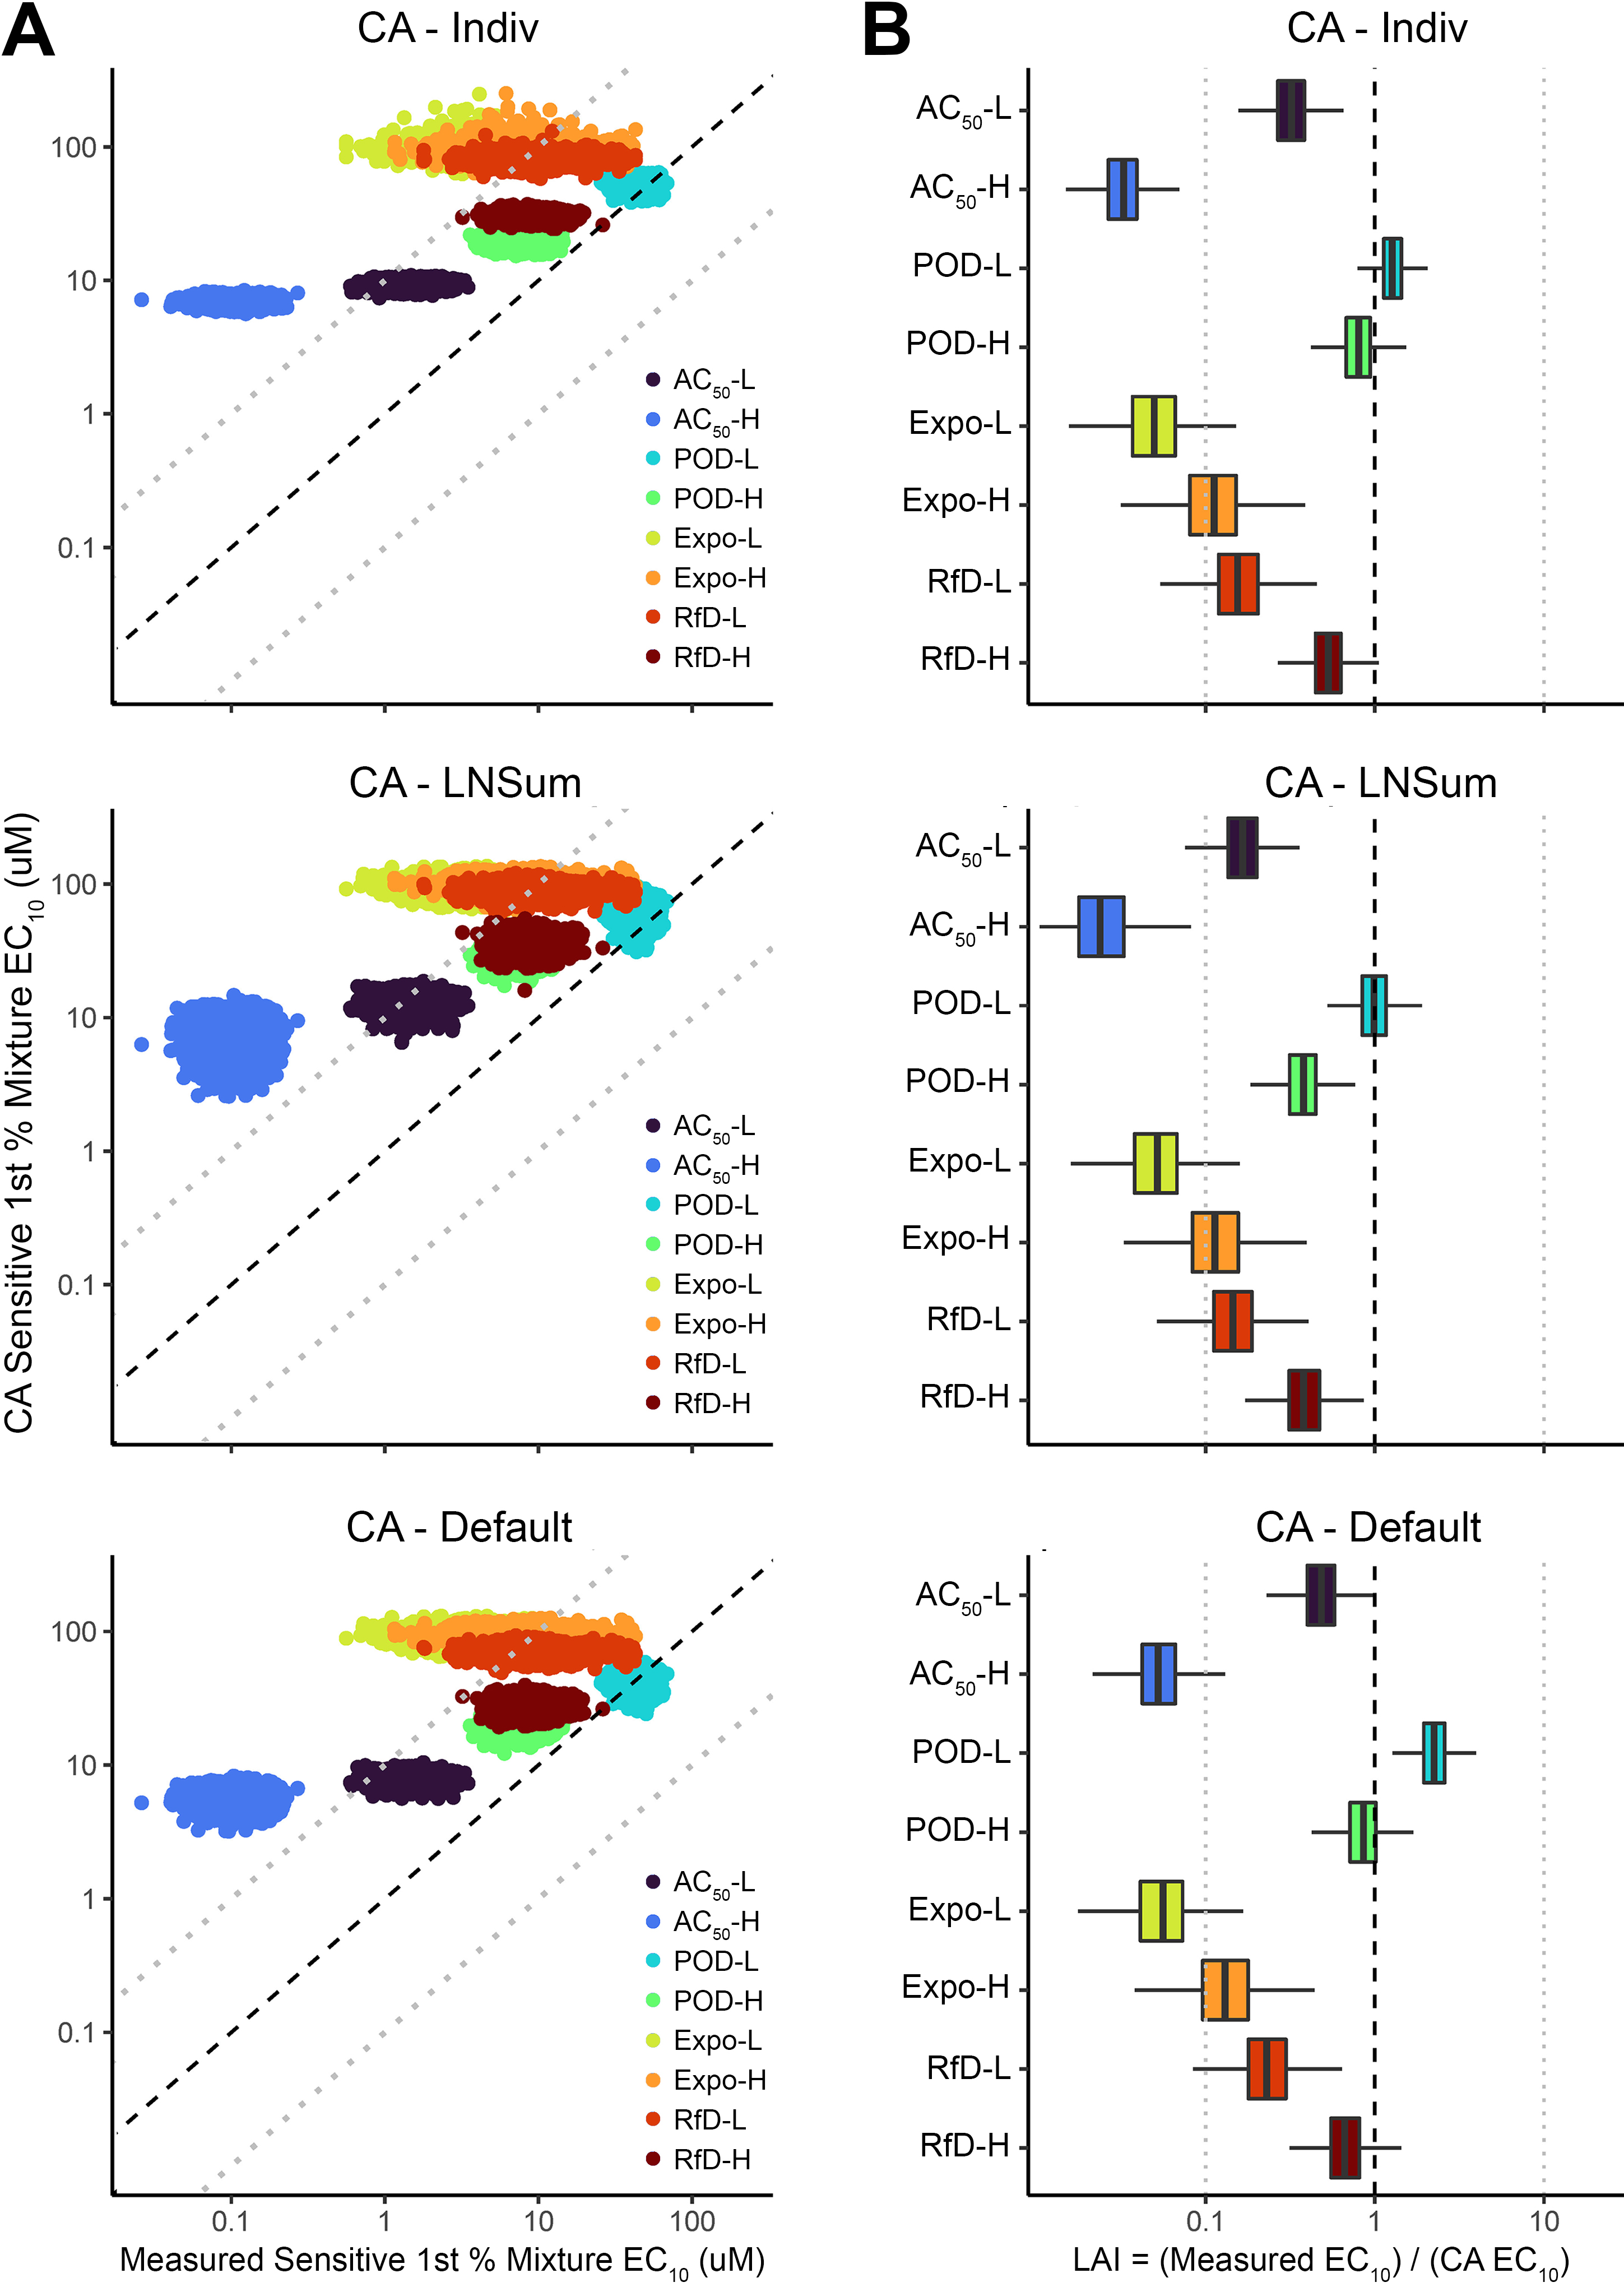 A
CA - Indiv
100
10
1
0.1
AC50-L
AC50-H
POD-L
POD-H
Expo-L
Expo-H
RfD-L
RfD-H
CA - LNSum
CA Sensitive 1st % Mixture EC10 (uM)
100
10
1
0.1
AC50-L
AC50-H
POD-L
POD-H
Expo-L
Expo-H
RfD-L
RfD-H
CA - Default
100
10
1
0.1
AC50-L
AC50-H
POD-L
POD-H
Expo-L
Expo-H
RfD-L
RfD-H
0.1 1 10 100
Measured Sensitive 1st % Mixture EC10 (uM)
B
CA - Indiv
AC50-L
AC50-H
POD-L
POD-H
Expo-L
Expo-H
RfD-L
RfD-H
CA - LNSum
AC50-L
AC50-H
POD-L
POD-H
Expo-L
Expo-H
RfD-L
RfD-H
CA - Default
AC50-L
AC50-H
POD-L
POD-H
Expo-L
Expo-H
RfD-L
RfD-H
0.1 1 10
LAI = (Measured EC10) / (CA EC10)